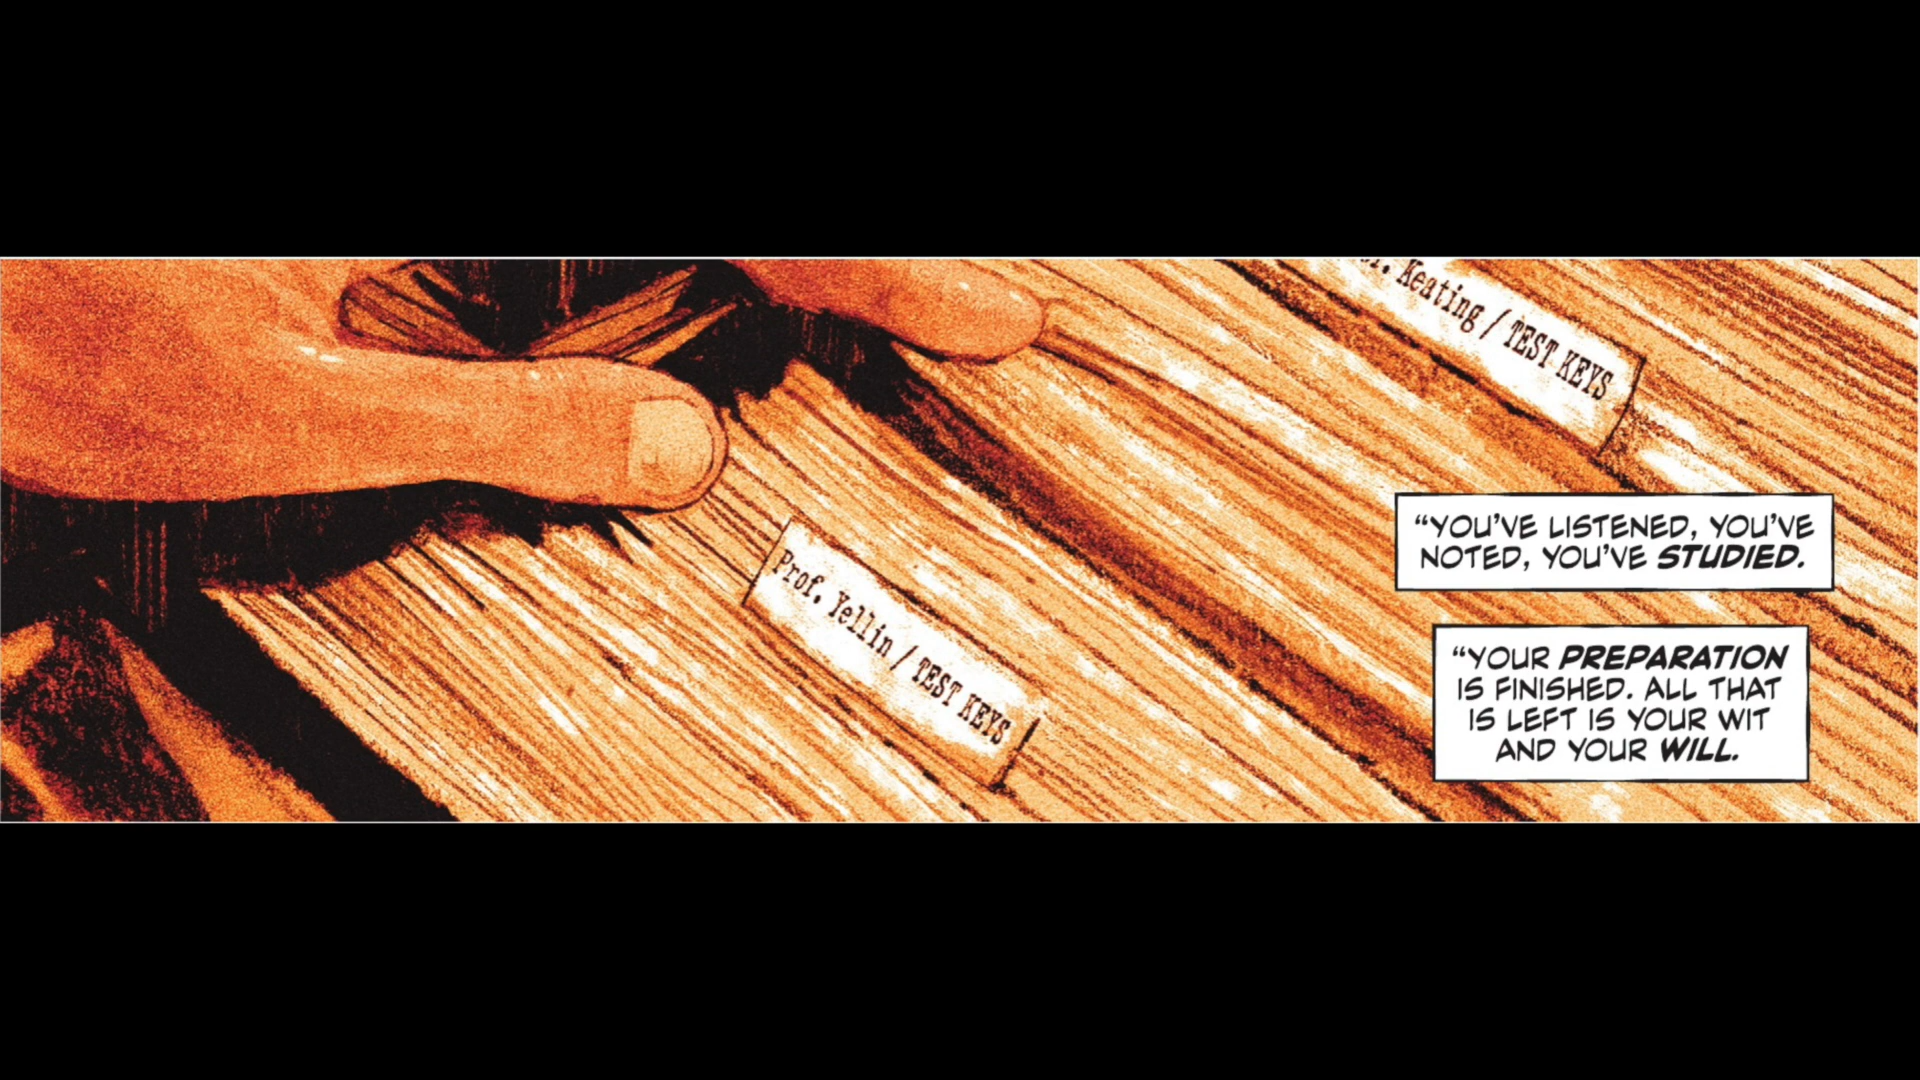 Keating / TEST KEYS
Prof. Yellin / TEST KEYS
“YOU’VE LISTENED, YOU’VE
NOTED, YOU’VE STUDIED.
“YOUR PREPARATION
IS FINISHED. ALL THAT
IS LEFT IS YOUR WIT
AND YOUR WILL.